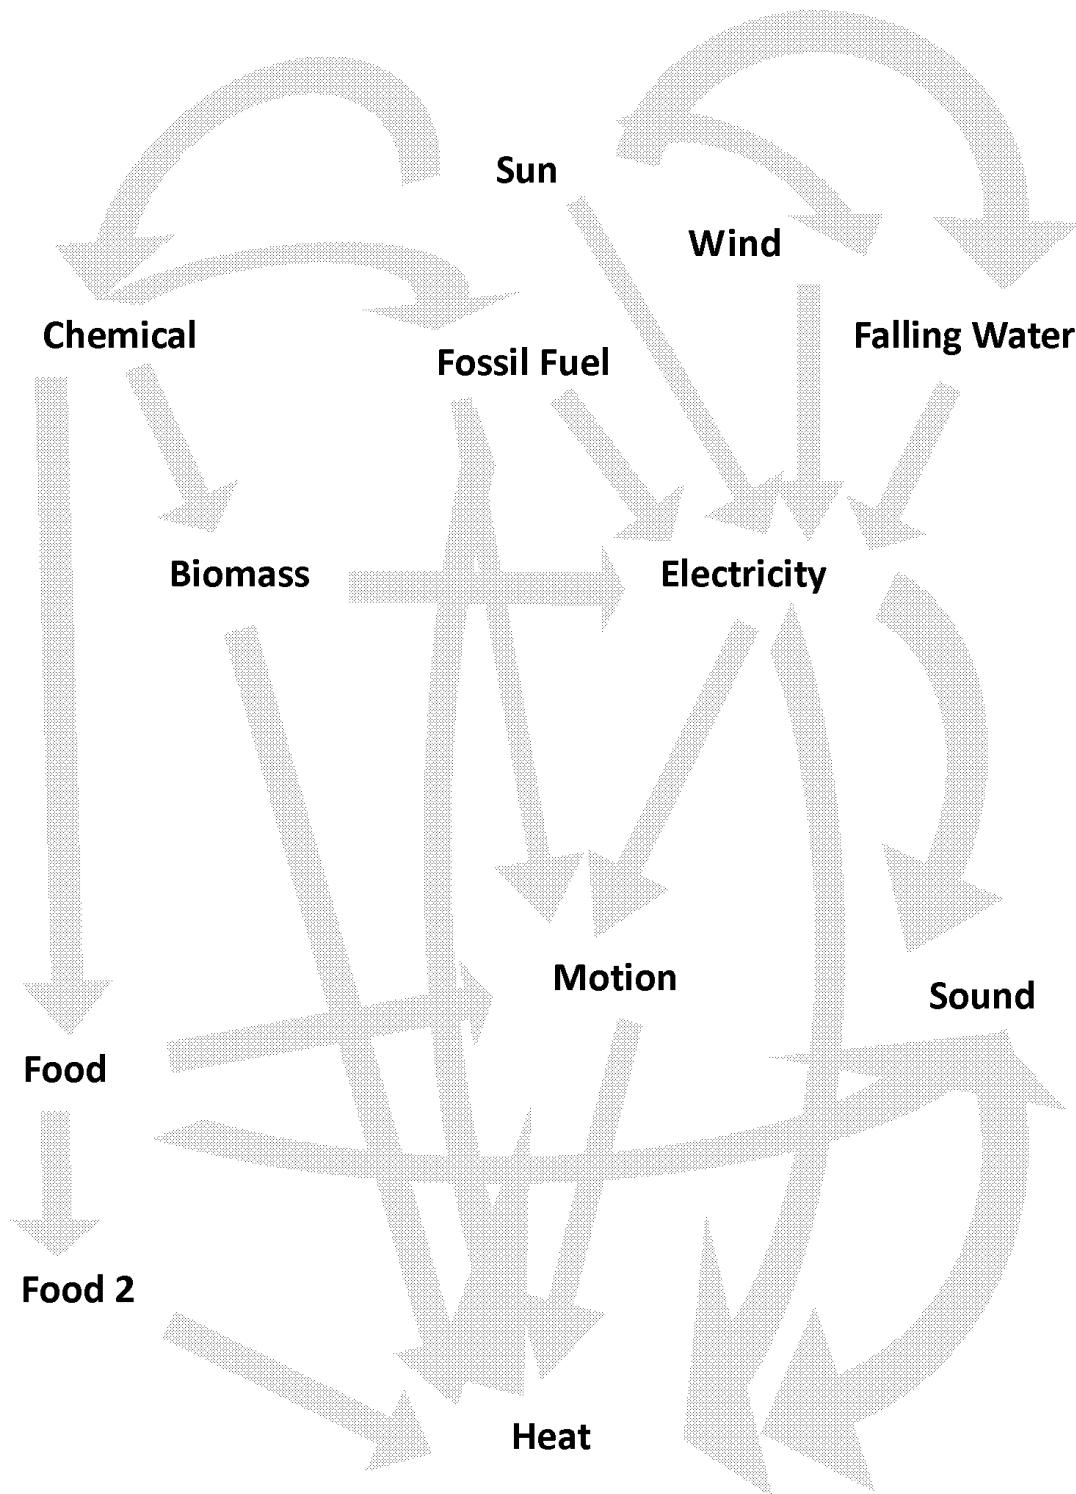 Sun
Wind
Chemical
Fossil Fuel
Falling Water
Biomass
Electricity
Motion
Sound
Food
Food 2
Heat